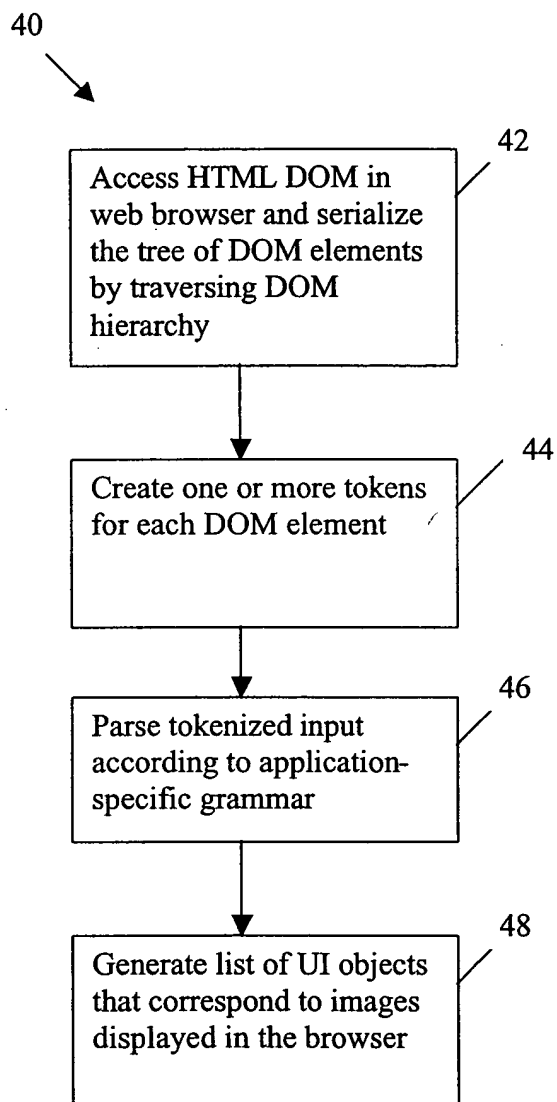 40
42
Access HTML DOM in
web browser and serialize
the tree of DOM elements
by traversing DOM
hierarchy
44
Create one or more tokens
for each DOM element
46
Parse tokenized input
according to application-
specific grammar
48
Generate list of UI objects
that correspond to images
displayed in the browser